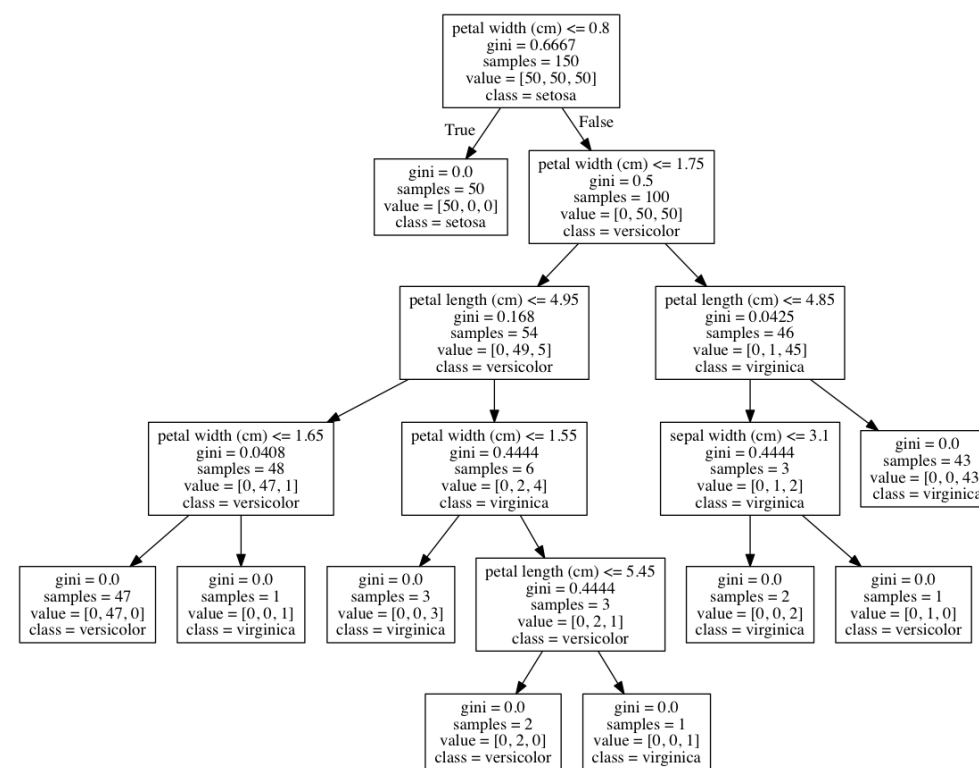 petal width (cm) <= 0.8
gini = 0.6667
samples = 150
value = [50, 50, 50]
class = setosa
True
False
gini = 0.0
samples = 50
value = [50, 0, 0]
class = setosa
petal width (cm) <= 1.75
gini = 0.5
samples = 100
value = [0, 50, 50]
class = versicolor
petal length (cm) <= 4.95
gini = 0.168
samples = 54
value = [0, 49, 5]
class = versicolor
petal length (cm) <= 4.85
gini = 0.0425
samples = 46
value = [0, 1, 45]
class = virginica
petal width (cm) <= 1.65
gini = 0.0408
samples = 48
value = [0, 47, 1]
class = versicolor
petal width (cm) <= 1.55
gini = 0.4444
samples = 6
value = [0, 2, 4]
class = virginica
sepal width (cm) <= 3.1
gini = 0.4444
samples = 3
value = [0, 1, 2]
class = virginica
gini = 0.0
samples = 43
value = [0, 0, 43
class = virginica
gini = 0.0
samples = 47
value = [0, 47, 0]
class = versicolor
gini = 0.0
samples = 1
value = [0, 0, 1]
class = virginica
gini = 0.0
samples = 3
value = [0, 0, 3]
class = virginica
petal length (cm) <= 5.45
gini = 0.4444
samples = 3
value = [0, 2, 1]
class = versicolor
gini = 0.0
samples = 2
value = [0, 0, 2]
class = virginica
gini = 0.0
samples = 1
value = [0, 1, 0]
class = versicolor
gini = 0.0
samples = 2
value = [0, 2, 0]
class = versicolor
gini = 0.0
samples = 1
value = [0, 0, 1]
class = virginica